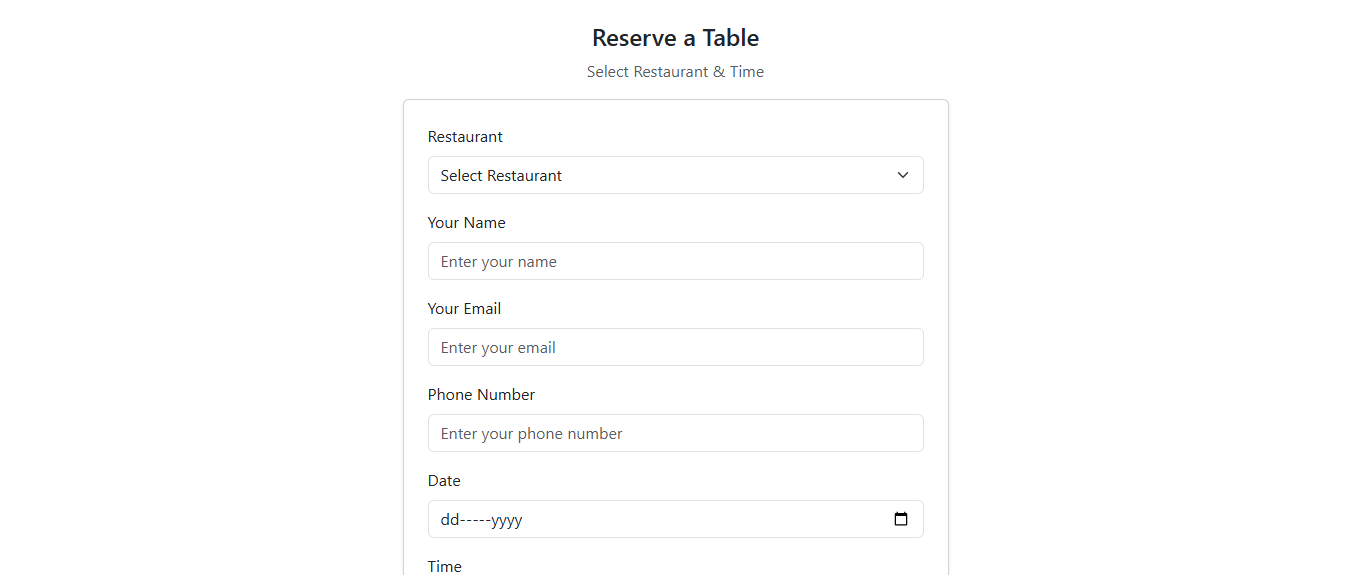 Reserve a Table
Select Restaurant & Time
Restaurant
Select Restaurant
Your Name
Enter your name
Your Email
Enter your email
Phone Number
Enter your phone number
Date
dd-----yyyy
Time